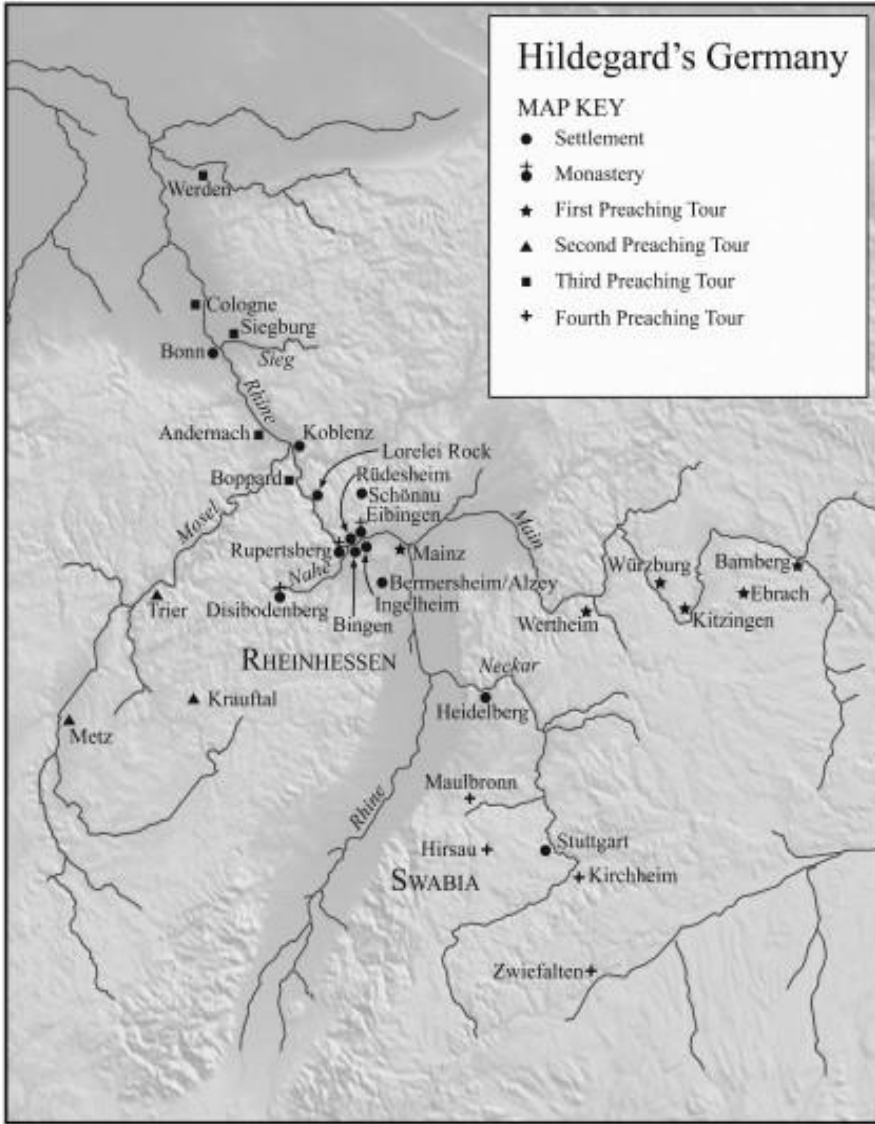 Hildegard's Germany
MAP KEY
Settlement
Monastery
First Preaching Tour
Second Preaching Tour
Third Preaching Tour
Fourth Preaching Tour
Werden
Cologne
Siegburg
Bonn
Sieg
Rhine
Andernach
Koblenz
Lorelei Rock
Boppard
Rüdesheim
Schönau
Mosel
Eibingen
Main
Rupertsberg
Mainz
Nahe
Würzburg
Bamberg
Bermersheim/Alzey
Ebrach
Trier
Disibodenberg
Ingelheim
Wertheim
Kitzingen
Bingen
RHEINHESSEN
Neckar
Krauftal
Heidelberg
Metz
Maulbronn
Rhine
Hirsau
Stuttgart
SWABIA
Kirchheim
Zwiefalten